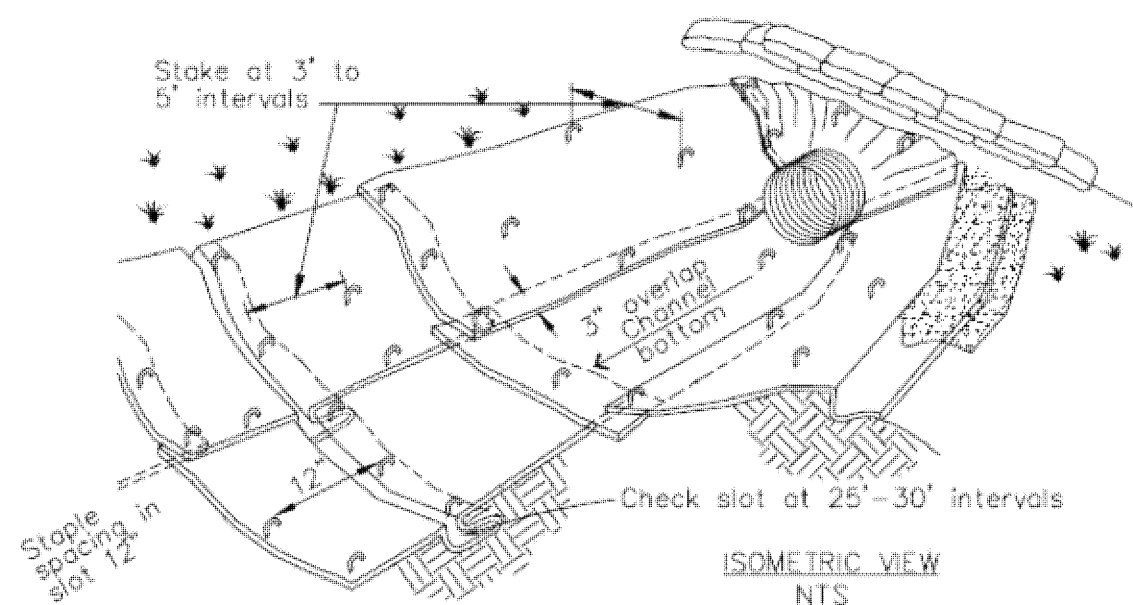 Stake at 3' to
5' intervals
3" overlap
Channel
bottom
12"
Staple
spacing in
slot 12"
Check slot at 25'-30' intervals
ISOMETRIC VIEW
NTS